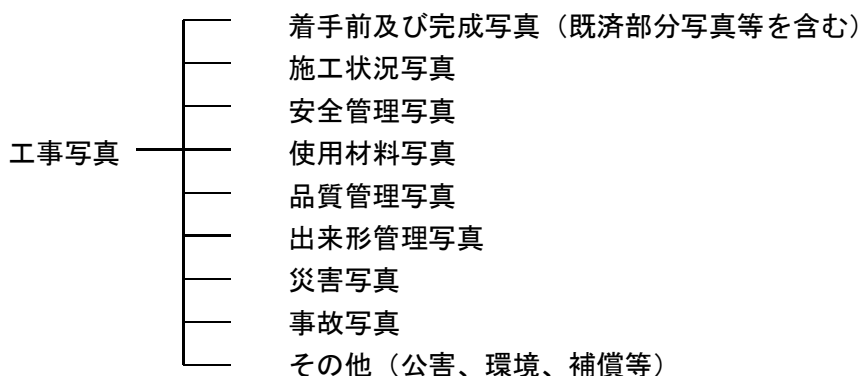 着手前及び完成写真（既済部分写真等を含む）
施工状況写真
安全管理写真
工事写真 使用材料写真
品質管理写真
出来形管理写真
災害写真
事故写真
その他（公害、環境、補償等）